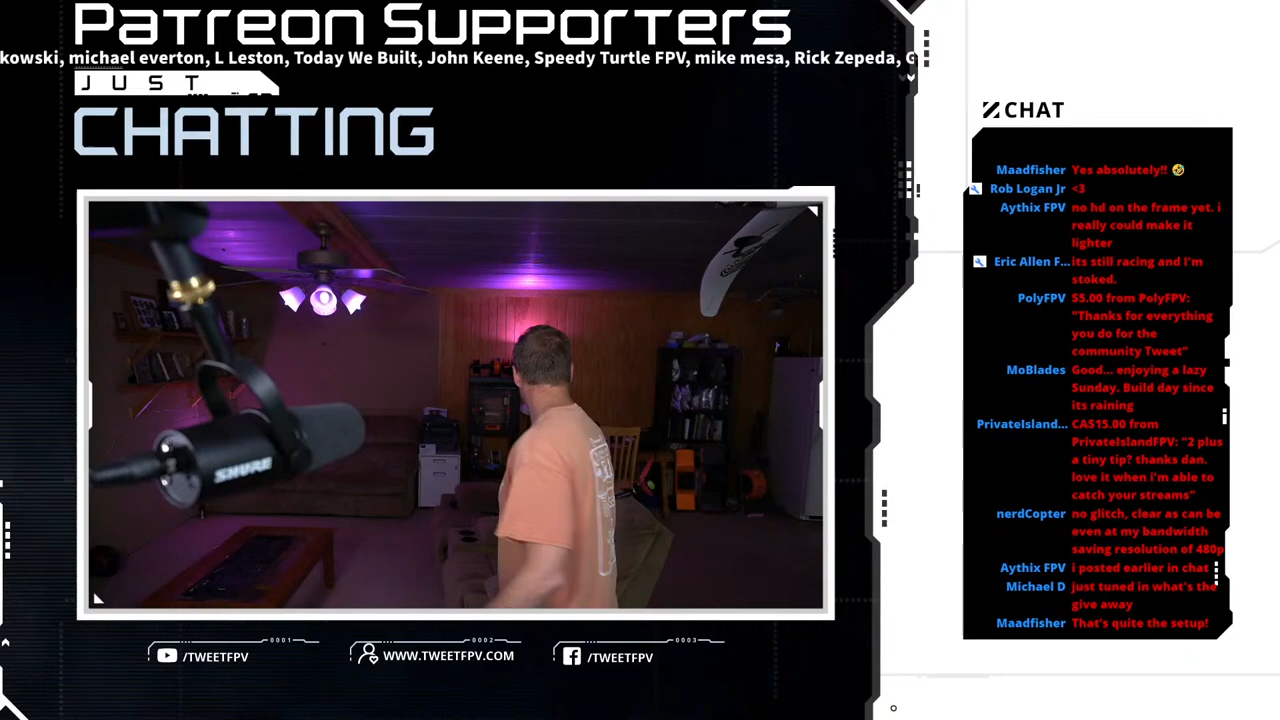 Patreon Supporters
kowski, michael everton, L Leston, Today We Built, John Keene, Speedy Turtle FPV, mike mesa, Rick Zepeda, G
JUST
CHATTING
SHURE
0001
/TWEETFPV
0002
WWW.TWEETFPV.COM
0003
/TWEETFPV
CHAT
Maadfisher Yes absolutely!! 🤣
Rob Logan Jr <3
Aythix FPV no hd on the frame yet. i
really could make it
lighter
Eric Allen F... its still racing and I'm
stoked.
PolyFPV $5.00 from PolyFPV:
"Thanks for everything
you do for the
community Tweet"
MoBlades Good... enjoying a lazy
Sunday. Build day since
its raining
PrivateIsland... CA$15.00 from
PrivateIslandFPV: "2 plus
a tiny tip? thanks dan.
love it when i'm able to
catch your streams"
nerdCopter no glitch, clear as can be
even at my bandwidth
saving resolution of 480p
Aythix FPV i posted earlier in chat
Michael D just tuned in what's the
give away
Maadfisher That's quite the setup!